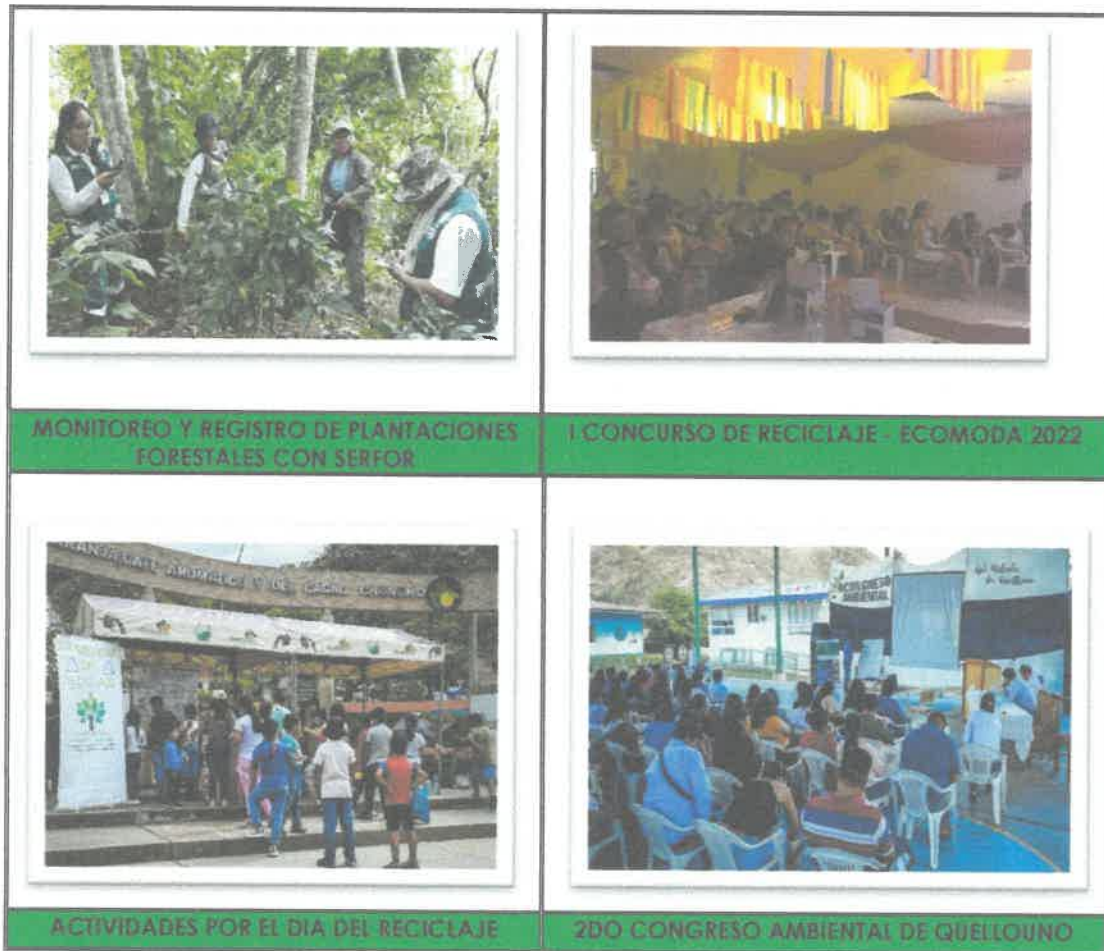 MONITOREO Y REGISTRO DE PLANTACIONES
FORESTALES CON SERFOR
I CONCURSO DE RECICLAJE - ECOMODA 2022
CONGRESO
AMBIENTAL
ACTIVIDADES POR EL DIA DEL RECICLAJE
2DO CONGRESO AMBIENTAL DE QUELLOUNO